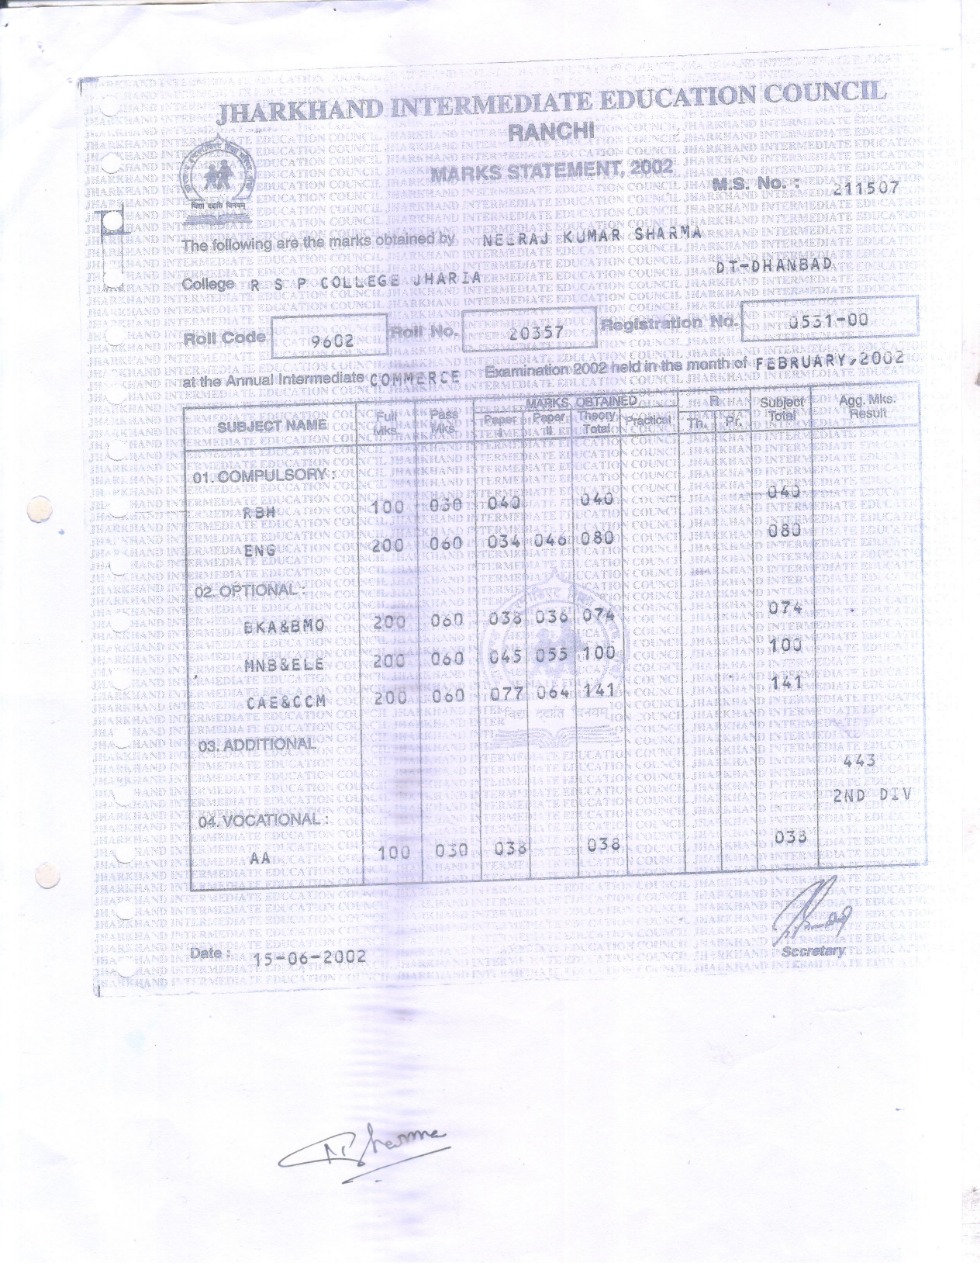 JHARKHAND INTERMEDIATE EDUCATION COUNCIL
RANCHI
MARKS STATEMENT, 2002
M.S. No. : 211507
The following are the marks obtained by NEERAJ KUMAR SHARMA
College R S P COLLEGE JHARIA DT-DHANBAD
Roll Code 9602 Roll No. 20357 Registration No. 0531-00
at the Annual Intermediate COMMERCE Examination 2002 held in the month of FEBRUARY,2002
SUBJECT NAME Full Mks. Pass Mks. MARKS OBTAINED Paper I Paper II Theory Total Practical R Th. Pr. Subject Total Agg. Mks. Result
01. COMPULSORY :
RBH 100 030 040 040 040
ENG 200 060 034 046 080 080
02. OPTIONAL :
BKA&BMO 200 060 038 036 074 074
MNB&ELE 200 060 045 055 100 100
CAE&CCM 200 060 077 064 141 141
विद्या ददाति विनयम्
03. ADDITIONAL
443
2ND DIV
04. VOCATIONAL :
AA 100 030 038 038 038
Date : 15-06-2002
Secretary
N Sharma